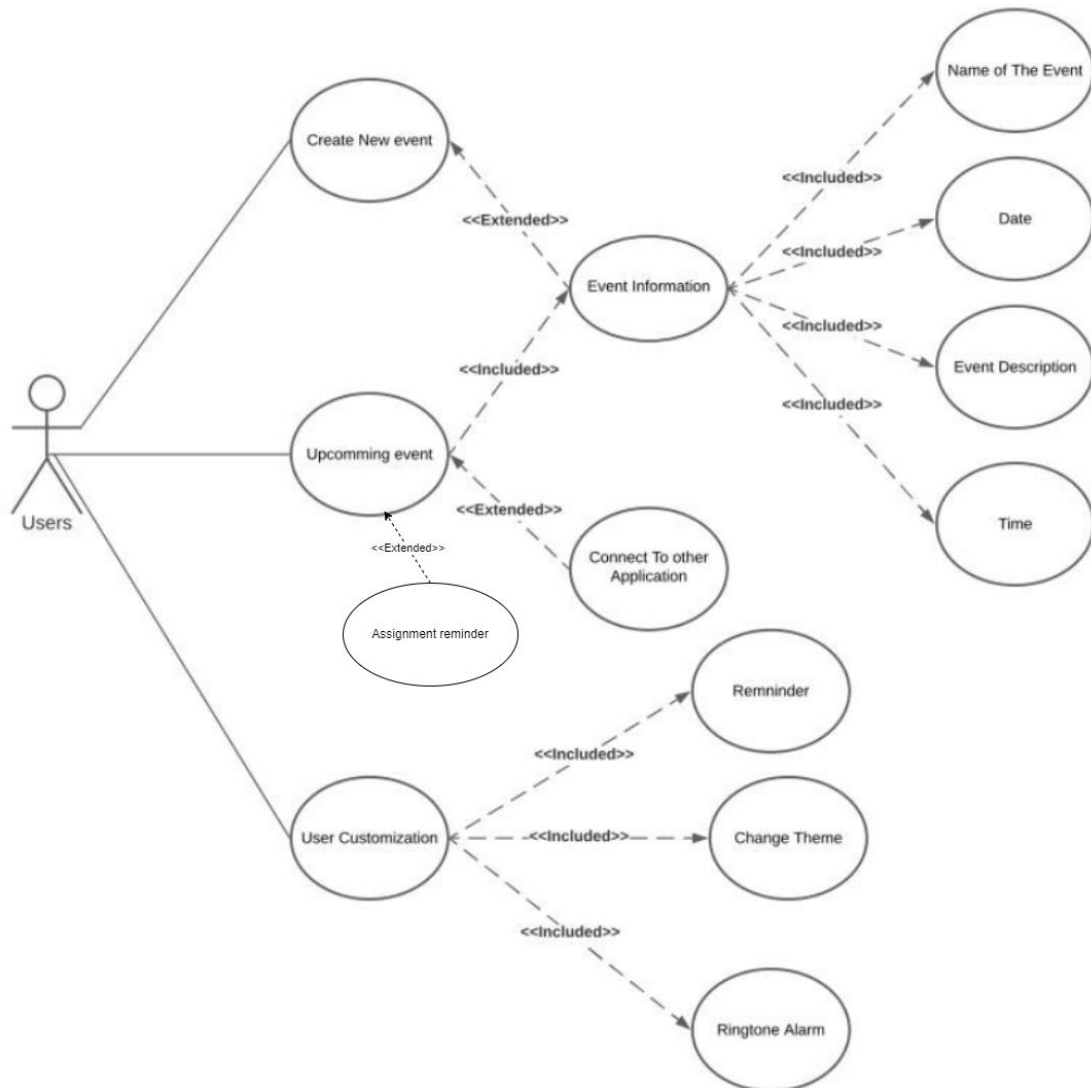 Name of The Event
Create New event
<<Included>>
<<Extended>>
Date
<<Included>>
Event Information
<<Included>>
Event Description
<<Included>>
<<Included>>
Upcomming event
<<Extended>>
Users
Time
<<Extended>>
Connect To other
Application
Assignment reminder
Remninder
<<Included>>
User Customization
<<Included>>
Change Theme
<<Included>>
Ringtone Alarm